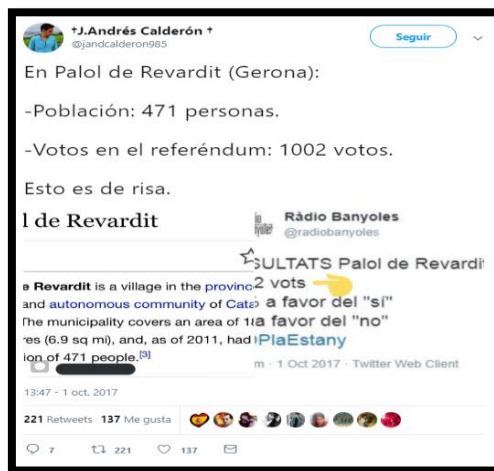 †J.Andrés Calderón †
@jandcalderon985
Seguir
En Palol de Revardit (Gerona):
-Población: 471 personas.
-Votos en el referéndum: 1002 votos.
Esto es de risa.
l de Revardit
e Revardit is a village in the provinc
and autonomous community of Cata
The municipality covers an area of 1
res (6.9 sq mi), and, as of 2011, had
ion of 471 people.[3]
Ràdio Banyoles
@radiobanyoles
SULTATS Palol de Revardit
2 vots
a favor del "sí"
a favor del "no"
PlaEstany
m · 1 Oct 2017 · Twitter Web Client
13:47 - 1 oct. 2017
221 Retweets 137 Me gusta
7 221 137